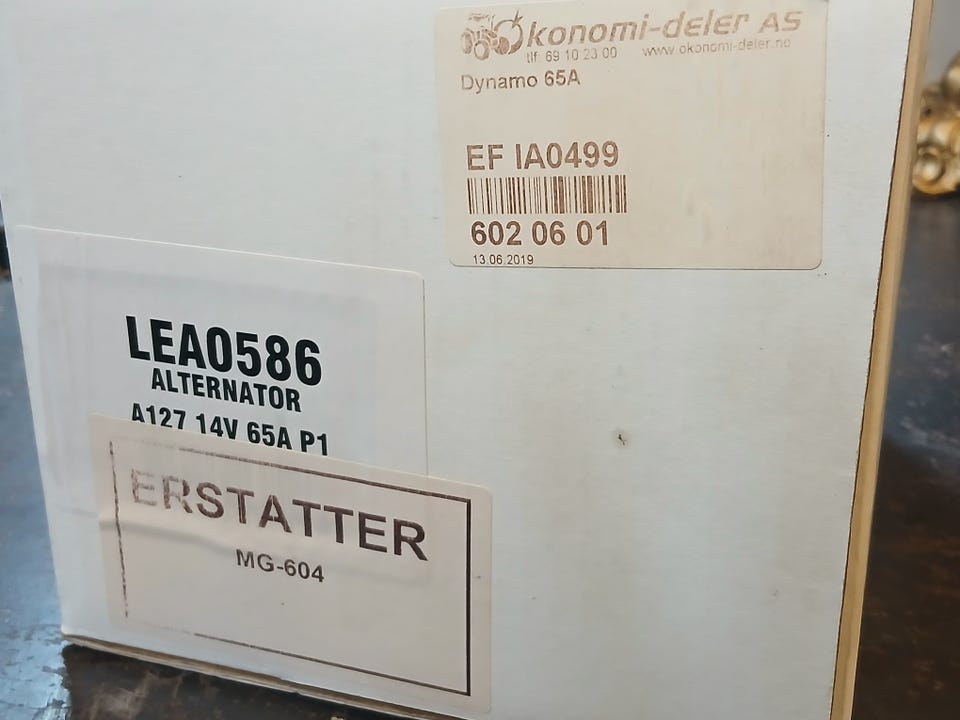 Økonomi-deler AS
tlf: 69 10 23 00 www.okonomi-deler.no
Dynamo 65A
EF IA0499
602 06 01
13.06.2019
LEA0586
ALTERNATOR
A127 14V 65A P1
ERSTATTER
MG-604